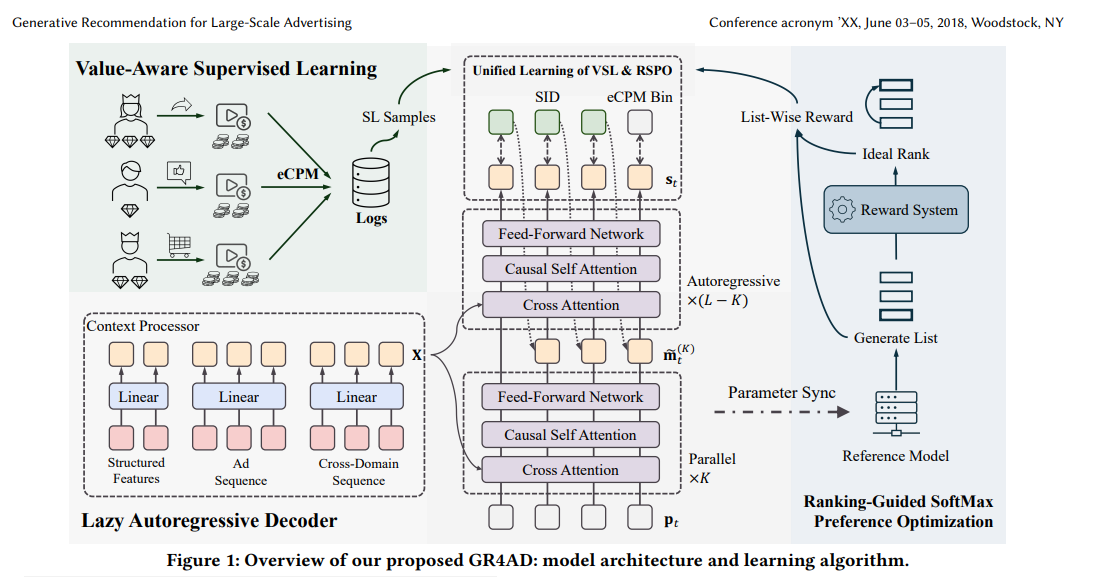 Generative Recommendation for Large-Scale Advertising
Conference acronym 'XX, June 03–05, 2018, Woodstock, NY
Value-Aware Supervised Learning
eCPM
Logs
SL Samples
Unified Learning of VSL & RSPO
SID
eCPM Bin
s_t
Feed-Forward Network
Causal Self Attention
Cross Attention
Autoregressive
×(L − K)
m̃_t^(K)
Feed-Forward Network
Causal Self Attention
Cross Attention
Parallel
×K
p_t
Context Processor
X
Linear
Linear
Linear
Structured
Features
Ad
Sequence
Cross-Domain
Sequence
Lazy Autoregressive Decoder
List-Wise Reward
Ideal Rank
Reward System
Generate List
Parameter Sync
Reference Model
Ranking-Guided SoftMax
Preference Optimization
Figure 1: Overview of our proposed GR4AD: model architecture and learning algorithm.